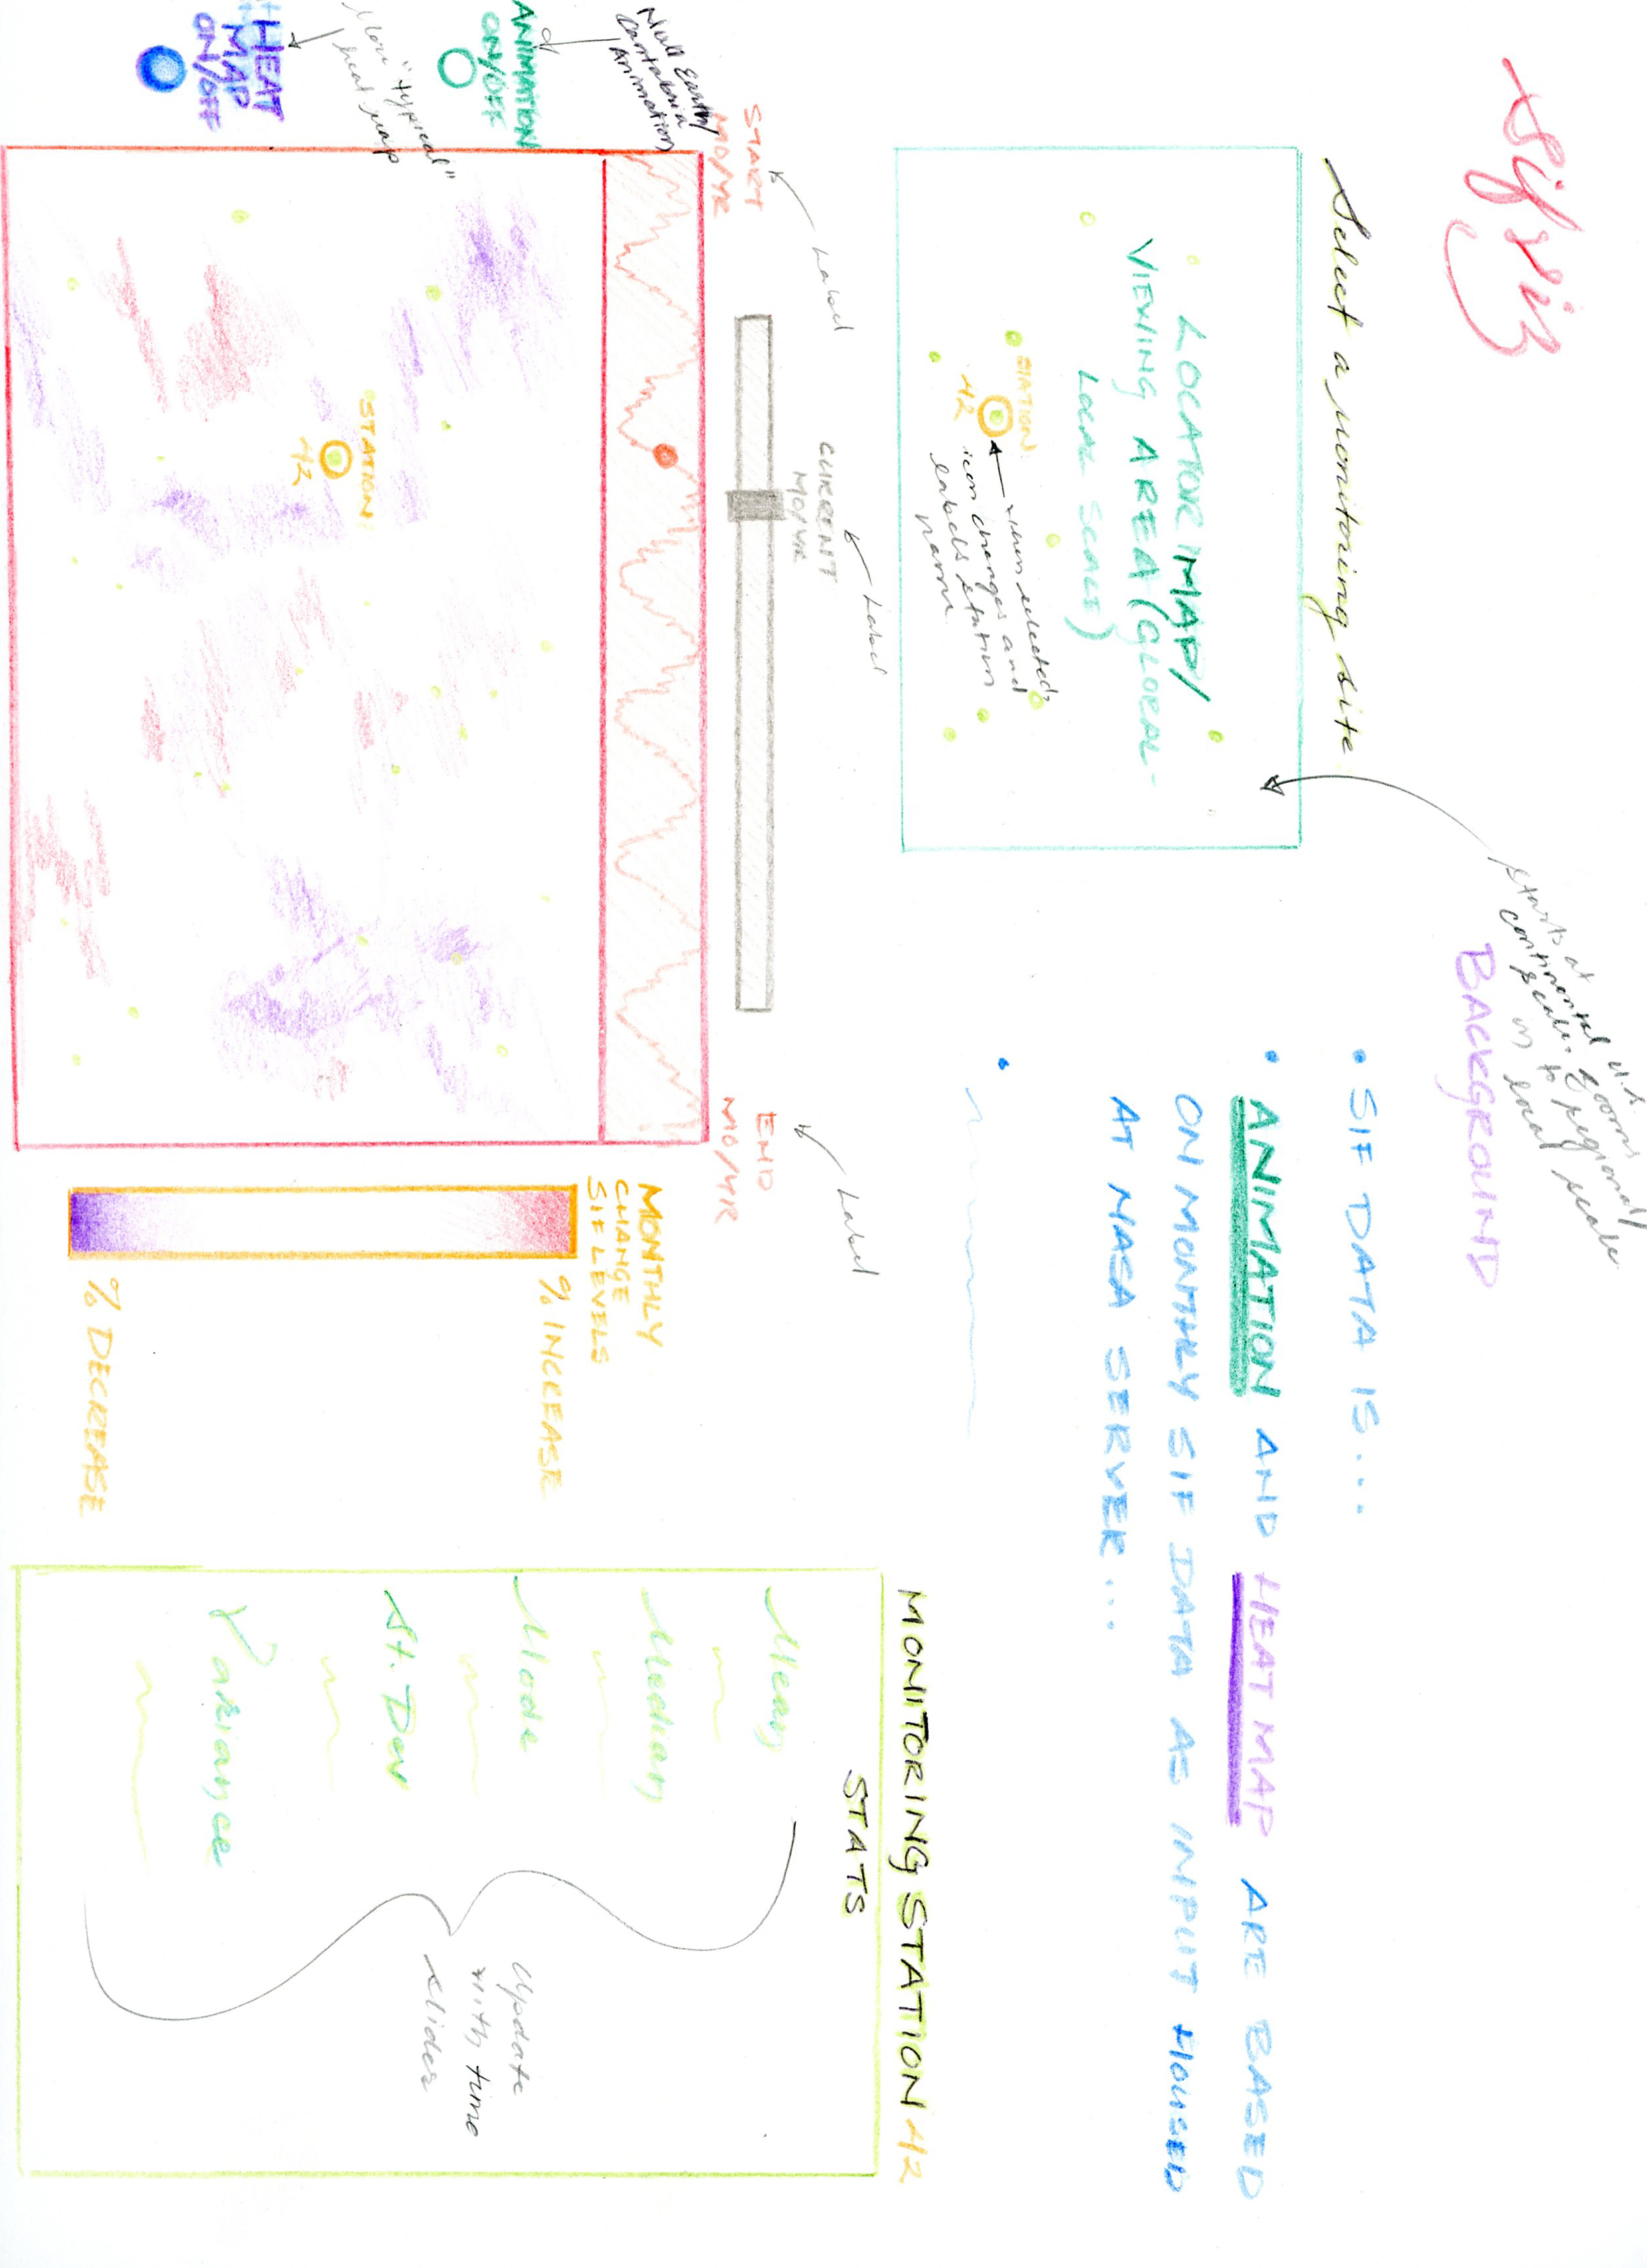 Select a monitoring site
starts at
continental U.S.
scale: zooms
to regional/
local scale
LOCATOR MAP/
VIEWING AREA (GLOBAL-
LOCAL SCALE)
STATION
42
when selected,
icon changes and
labels station
name
BACKGROUND
• SIF DATA IS...
• ANIMATION AND HEAT MAP ARE BASED
ON MONTHLY SIF DATA AS INPUT HOUSED
AT NASA SERVER...
•
Label
Label
Label
START
MO/YR
CURRENT
MO/YR
END
MO/YR
Null Earth/
Cantabria
Animation
ANIMATION
ON/OFF
More "typical"
heat map
HEAT
MAP
ON/OFF
STATION
42
MONTHLY
CHANGE
SIF LEVELS
% INCREASE
% DECREASE
MONITORING STATION 42
STATS
Mean
Median
Mode
St. Dev
Variance
Update
with time
slider